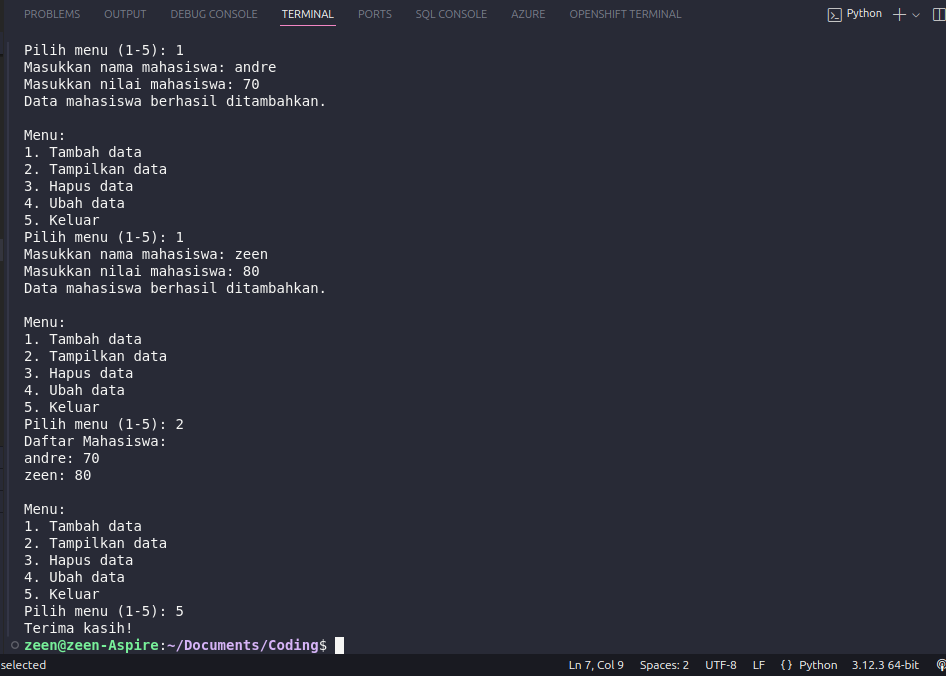 PROBLEMS OUTPUT DEBUG CONSOLE TERMINAL PORTS SQL CONSOLE AZURE OPENSHIFT TERMINAL Python
Pilih menu (1-5): 1
Masukkan nama mahasiswa: andre
Masukkan nilai mahasiswa: 70
Data mahasiswa berhasil ditambahkan.
Menu:
1. Tambah data
2. Tampilkan data
3. Hapus data
4. Ubah data
5. Keluar
Pilih menu (1-5): 1
Masukkan nama mahasiswa: zeen
Masukkan nilai mahasiswa: 80
Data mahasiswa berhasil ditambahkan.
Menu:
1. Tambah data
2. Tampilkan data
3. Hapus data
4. Ubah data
5. Keluar
Pilih menu (1-5): 2
Daftar Mahasiswa:
andre: 70
zeen: 80
Menu:
1. Tambah data
2. Tampilkan data
3. Hapus data
4. Ubah data
5. Keluar
Pilih menu (1-5): 5
Terima kasih!
zeen@zeen-Aspire:~/Documents/Coding$
selected Ln 7, Col 9 Spaces: 2 UTF-8 LF {} Python 3.12.3 64-bit